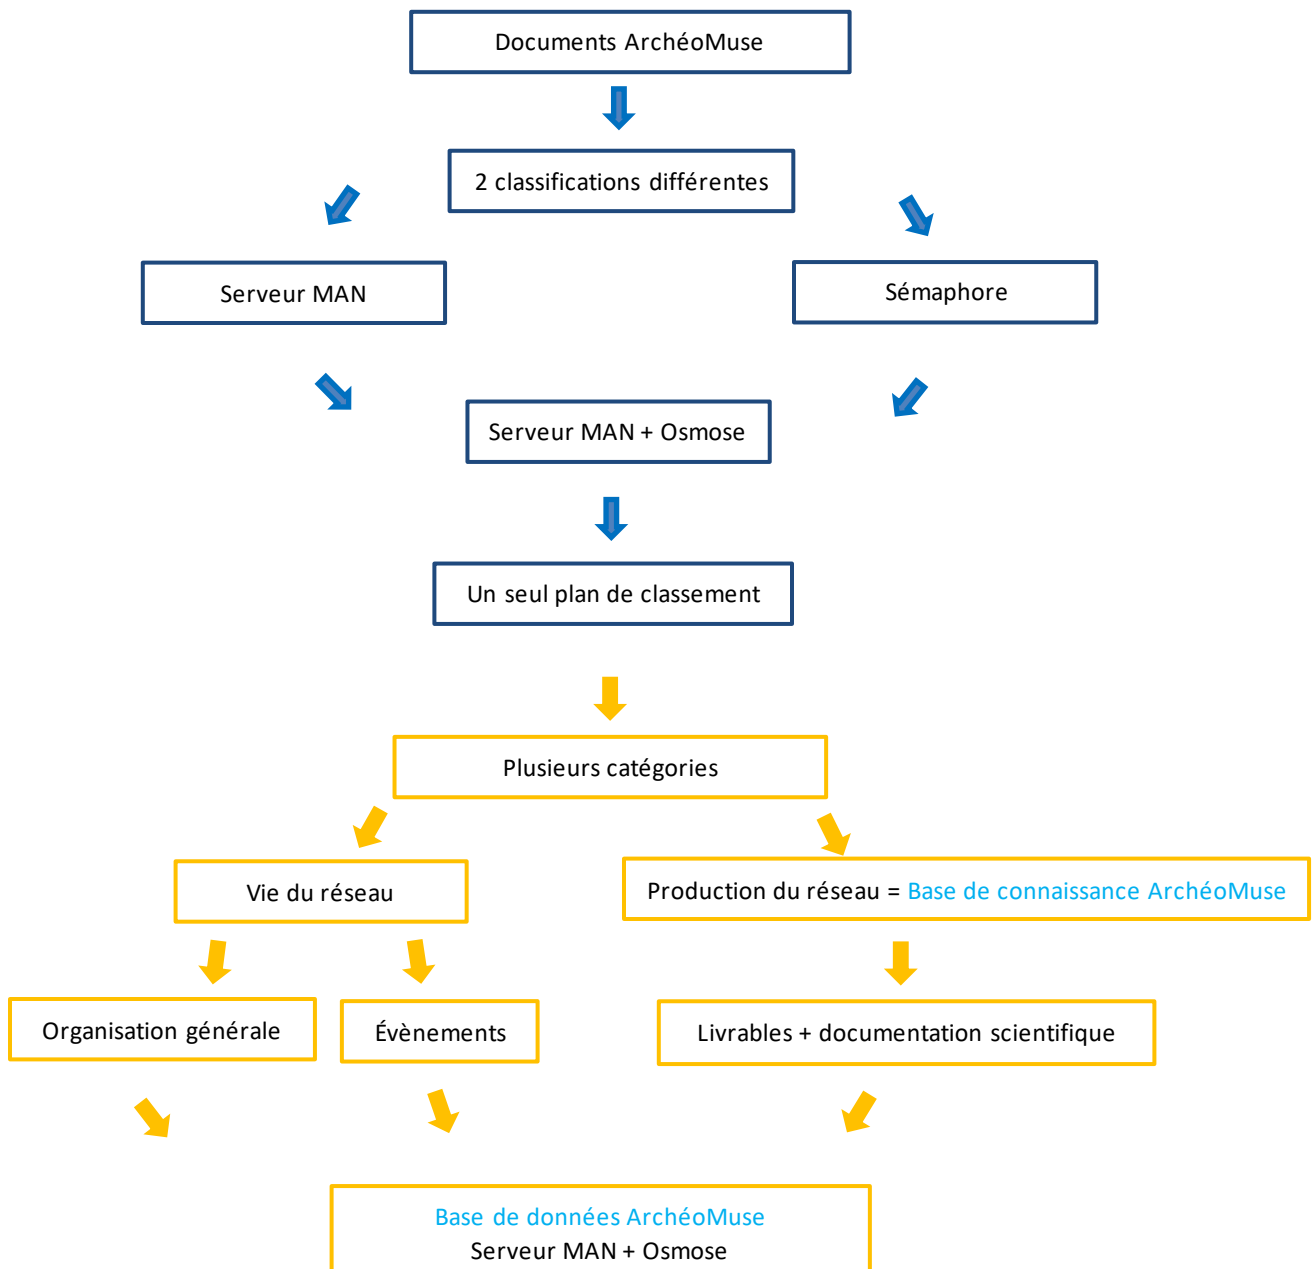 Documents ArchéoMuse
2 classifications différentes
Serveur MAN
Sémaphore
Serveur MAN + Osmose
Un seul plan de classement
Plusieurs catégories
Vie du réseau
Production du réseau = Base de connaissance ArchéoMuse
Organisation générale
Évènements
Livrables + documentation scientifique
Base de données ArchéoMuse
Serveur MAN + Osmose